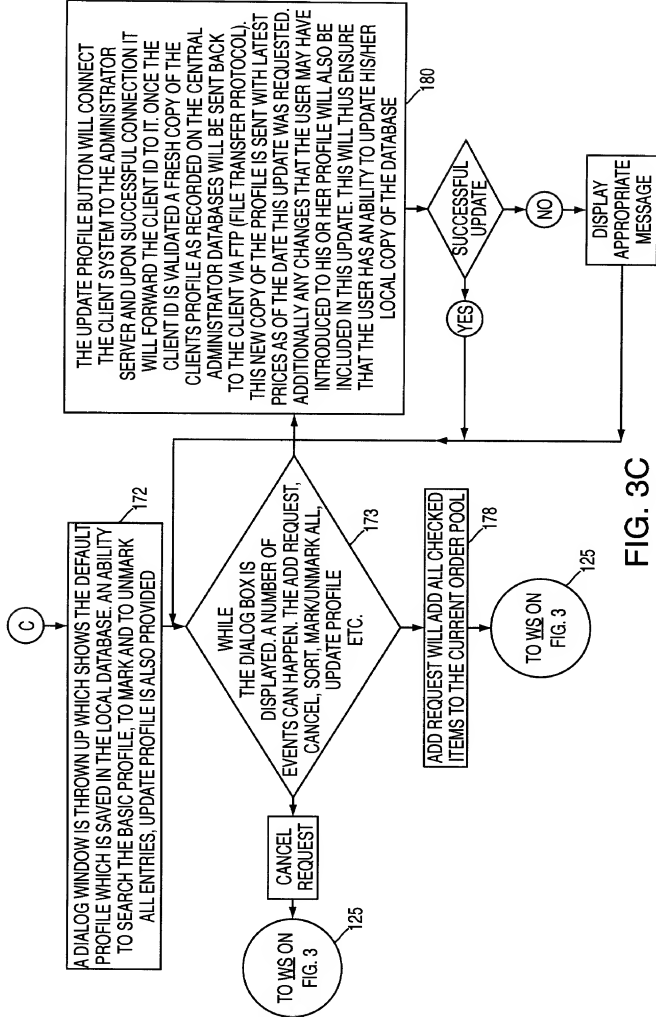 C
A DIALOG WINDOW IS THROWN UP WHICH SHOWS THE DEFAULT
PROFILE WHICH IS SAVED IN THE LOCAL DATABASE. AN ABILITY
TO SEARCH THE BASIC PROFILE, TO MARK AND TO UNMARK
ALL ENTRIES, UPDATE PROFILE IS ALSO PROVIDED
172
WHILE
THE DIALOG BOX IS
DISPLAYED. A NUMBER OF
EVENTS CAN HAPPEN. THE ADD REQUEST,
CANCEL, SORT, MARK/UNMARK ALL,
UPDATE PROFILE
ETC.
173
CANCEL
REQUEST
TO WS ON
FIG. 3
125
ADD REQUEST WILL ADD ALL CHECKED
ITEMS TO THE CURRENT ORDER POOL
178
TO WS ON
FIG. 3
125
THE UPDATE PROFILE BUTTON WILL CONNECT
THE CLIENT SYSTEM TO THE ADMINISTRATOR
SERVER AND UPON SUCCESSFUL CONNECTION IT
WILL FORWARD THE CLIENT ID TO IT. ONCE THE
CLIENT ID IS VALIDATED A FRESH COPY OF THE
CLIENTS PROFILE AS RECORDED ON THE CENTRAL
ADMINISTRATOR DATABASES WILL BE SENT BACK
TO THE CLIENT VIA FTP (FILE TRANSFER PROTOCOL).
THIS NEW COPY OF THE PROFILE IS SENT WITH LATEST
PRICES AS OF THE DATE THIS UPDATE WAS REQUESTED.
ADDITIONALLY ANY CHANGES THAT THE USER MAY HAVE
INTRODUCED TO HIS OR HER PROFILE WILL ALSO BE
INCLUDED IN THIS UPDATE. THIS WILL THUS ENSURE
THAT THE USER HAS AN ABILITY TO UPDATE HIS/HER
LOCAL COPY OF THE DATABASE
180
SUCCESSFUL
UPDATE
YES
NO
DISPLAY
APPROPRIATE
MESSAGE
FIG. 3C